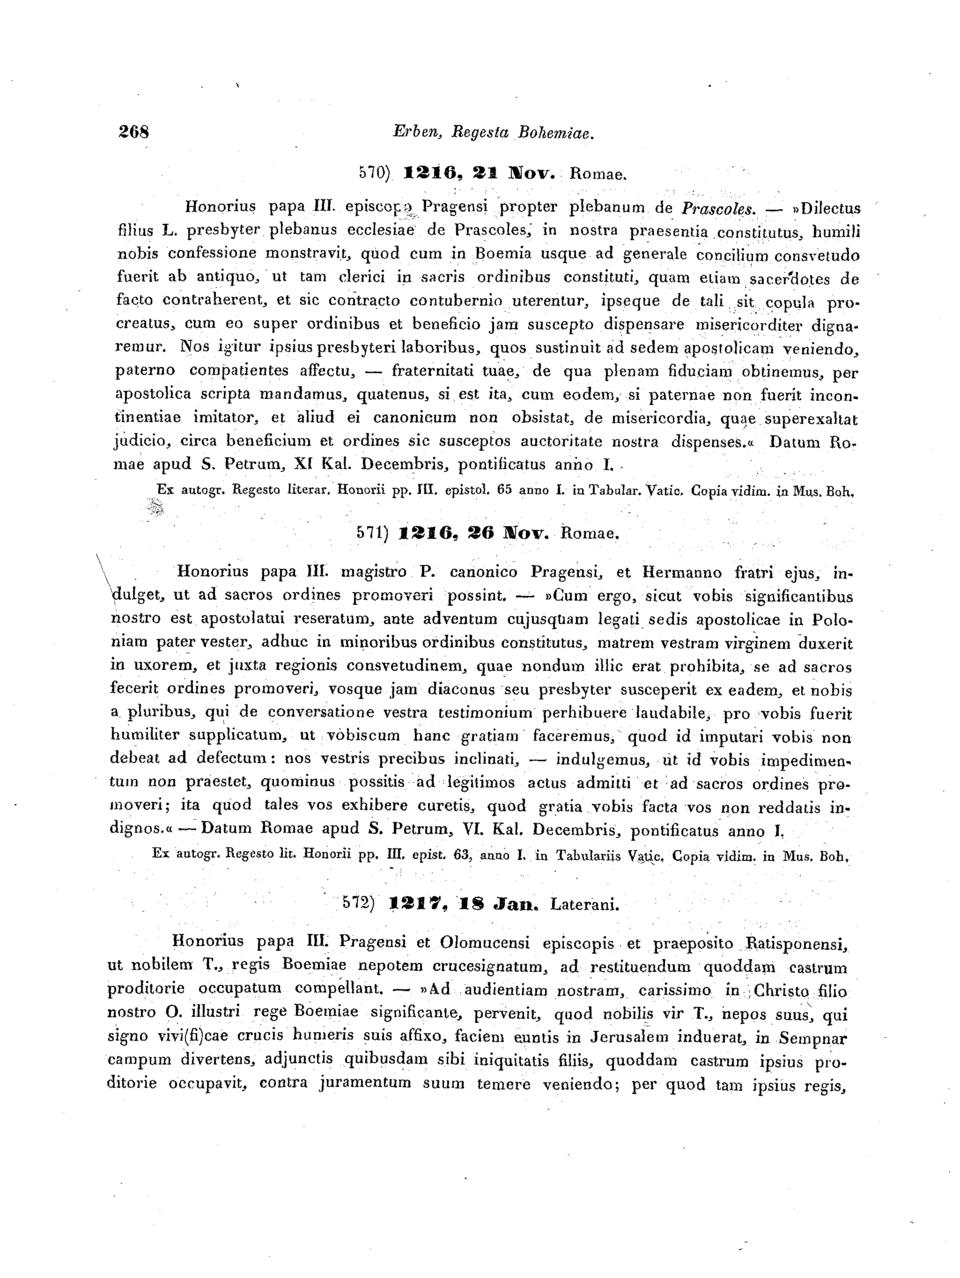 268
Erben, Regesta Bohemiae.
570) 1216, 21 Nov. Romae.
Honorius papa III. episcopo Pragensi propter plebanum de Prascoles. — »Dilectus
filius L. presbyter plebanus ecclesiae de Prascoles, in nostra praesentia constitutus, humili
nobis confessione monstravit, quod cum in Boemia usque ad generale concilium consvetudo
fuerit ab antiquo, ut tam clerici in sacris ordinibus constituti, quam etiam sacerdotes de
facto contraherent, et sic contracto contubernio uterentur, ipseque de tali sit copula pro-
creatus, cum eo super ordinibus et beneficio jam suscepto dispensare misericorditer digna-
remur. Nos igitur ipsius presbyteri laboribus, quos sustinuit ad sedem apostolicam veniendo,
paterno compatientes affectu, — fraternitati tuae, de qua plenam fiduciam obtinemus, per
apostolica scripta mandamus, quatenus, si est ita, cum eodem, si paternae non fuerit incon-
tinentiae imitator, et aliud ei canonicum non obsistat, de misericordia, quae superexaltat
judicio, circa beneficium et ordines sic susceptos auctoritate nostra dispenses.« Datum Ro-
mae apud S. Petrum, XI Kal. Decembris, pontificatus anno I.
Ex autogr. Regesto literar. Honorii pp. III. epistol. 65 anno I. in Tabular. Vatic. Copia vidim. in Mus. Boh.
571) 1216, 26 Nov. Romae.
Honorius papa III. magistro P. canonico Pragensi, et Hermanno fratri ejus, in-
dulget, ut ad sacros ordines promoveri possint. — »Cum ergo, sicut vobis significantibus
nostro est apostolatui reseratum, ante adventum cujusquam legati sedis apostolicae in Polo-
niam pater vester, adhuc in minoribus ordinibus constitutus, matrem vestram virginem duxerit
in uxorem, et juxta regionis consvetudinem, quae nondum illic erat prohibita, se ad sacros
fecerit ordines promoveri, vosque jam diaconus seu presbyter susceperit ex eadem, et nobis
a pluribus, qui de conversatione vestra testimonium perhibuere laudabile, pro vobis fuerit
humiliter supplicatum, ut vobiscum hanc gratiam faceremus, quod id imputari vobis non
debeat ad defectum: nos vestris precibus inclinati, — indulgemus, ut id vobis impedimen-
tum non praestet, quominus possitis ad legitimos actus admitti et ad sacros ordines pro-
moveri; ita quod tales vos exhibere curetis, quod gratia vobis facta vos non reddatis in-
dignos.« — Datum Romae apud S. Petrum, VI. Kal. Decembris, pontificatus anno I.
Ex autogr. Regesto lit. Honorii pp. III. epist. 63, anno I. in Tabulariis Vatic. Copia vidim. in Mus. Boh.
572) 1217, 18 Jan. Laterani.
Honorius papa III. Pragensi et Olomucensi episcopis et praeposito Ratisponensi,
ut nobilem T., regis Boemiae nepotem crucesignatum, ad restituendum quoddam castrum
proditorie occupatum compellant. — »Ad audientiam nostram, carissimo in Christo filio
nostro O. illustri rege Boemiae significante, pervenit, quod nobilis vir T., nepos suus, qui
signo vivi(fi)cae crucis humeris suis affixo, faciem euntis in Jerusalem induerat, in Sempnar
campum divertens, adjunctis quibusdam sibi iniquitatis filiis, quoddam castrum ipsius pro-
ditorie occupavit, contra juramentum suum temere veniendo; per quod tam ipsius regis,